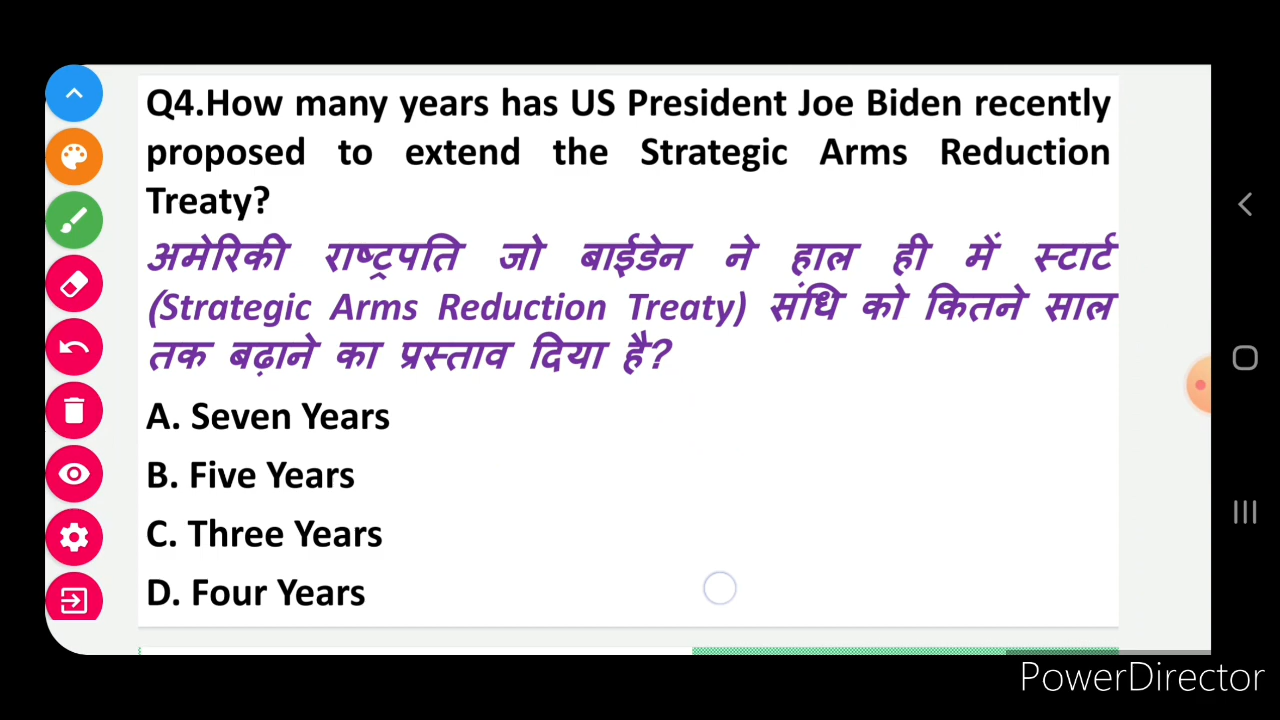 Q4.How many years has US President Joe Biden recently
proposed to extend the Strategic Arms Reduction
Treaty?
अमेरिकी राष्ट्रपति जो बाईडेन ने हाल ही में स्टार्ट
(Strategic Arms Reduction Treaty) संधि को कितने साल
तक बढ़ाने का प्रस्ताव दिया है?
A. Seven Years
B. Five Years
C. Three Years
D. Four Years
PowerDirector